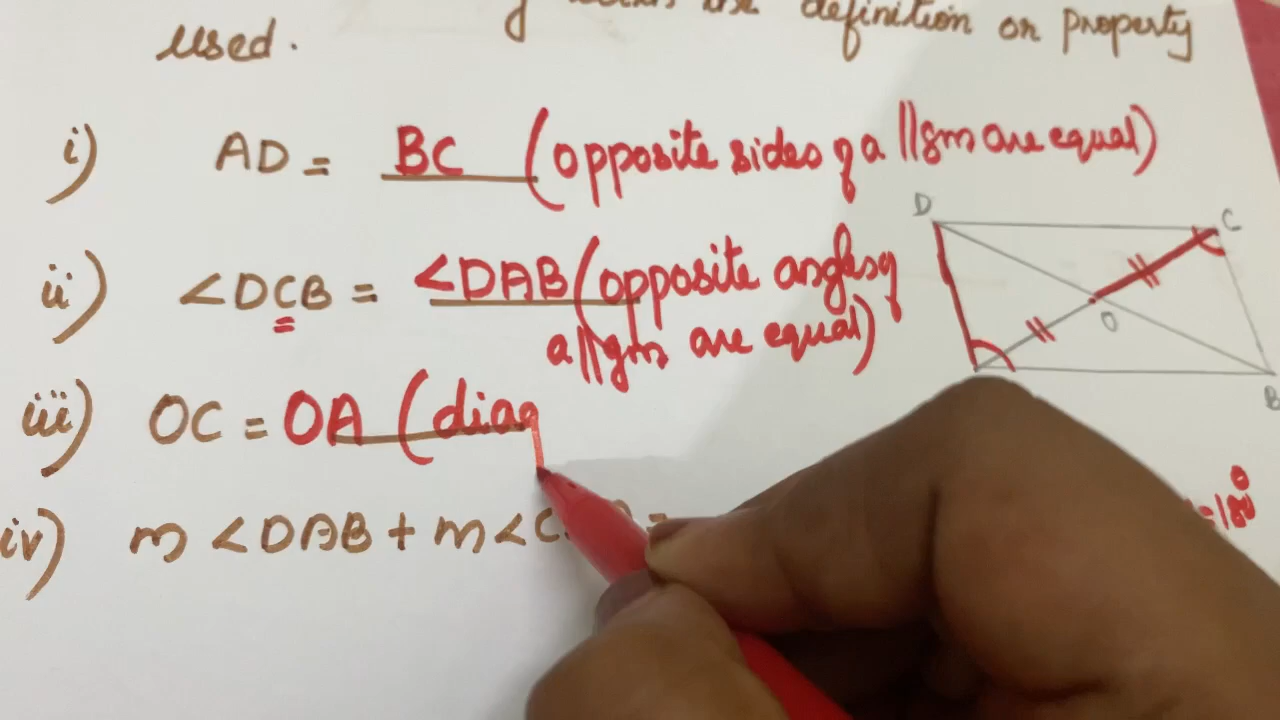 definition or property
used.
i) AD = BC (opposite sides of a ||gm are equal)
ii) ∠DCB = ∠DAB (opposite angles of
a ||gm are equal)
iii) OC = OA (diag
iv) m ∠DAB + m∠C =
=180°
D C
O
B